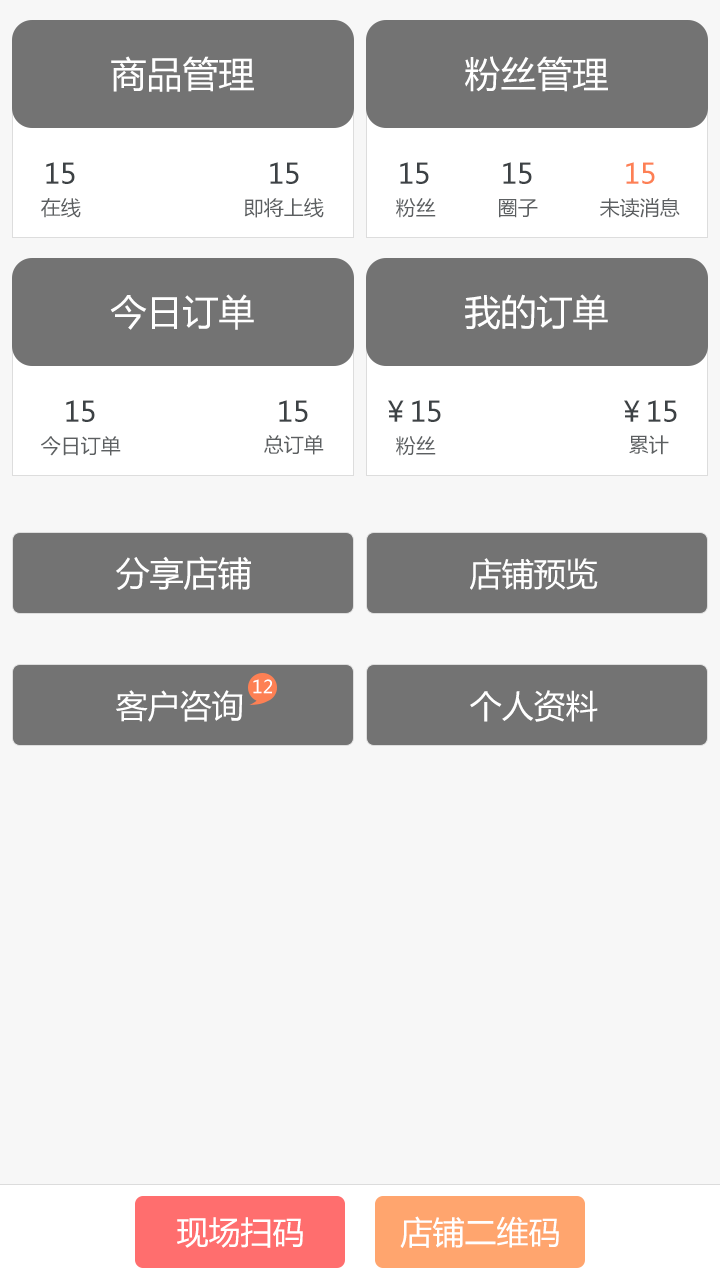 商品管理
粉丝管理
15
15
15
15
15
在线
即将上线
粉丝
圈子
未读消息
今日订单
我的订单
15
15
¥ 15
¥ 15
今日订单
总订单
粉丝
累计
分享店铺
店铺预览
客户咨询
12
个人资料
现场扫码
店铺二维码